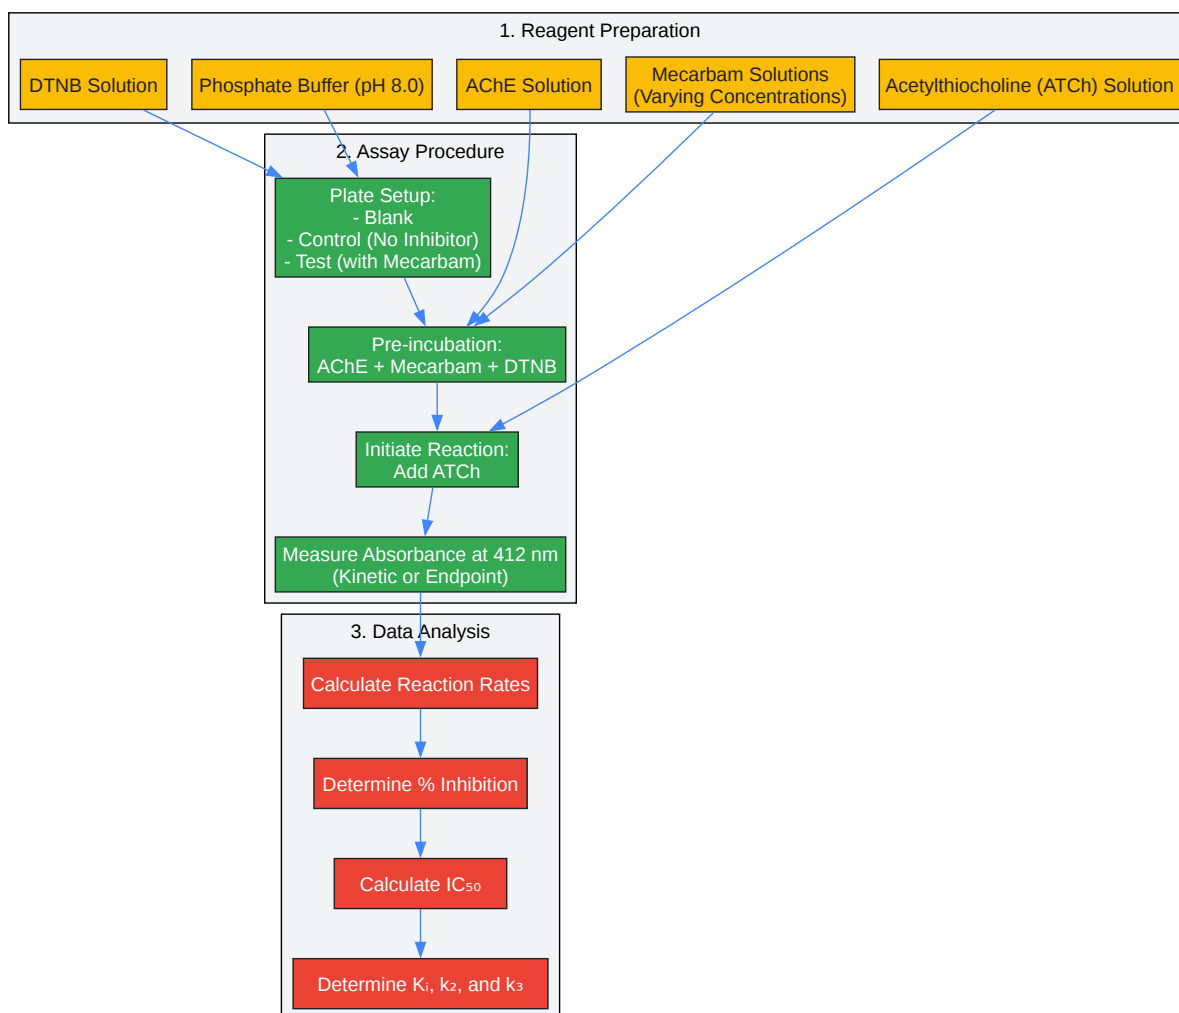 1. Reagent Preparation
DTNB Solution
Phosphate Buffer (pH 8.0)
AChE Solution
Mecarbam Solutions
(Varying Concentrations)
Acetylthiocholine (ATCh) Solution
2. Assay Procedure
Plate Setup:
- Blank
- Control (No Inhibitor)
- Test (with Mecarbam)
Pre-incubation:
AChE + Mecarbam + DTNB
Initiate Reaction:
Add ATCh
Measure Absorbance at 412 nm
(Kinetic or Endpoint)
3. Data Analysis
Calculate Reaction Rates
Determine % Inhibition
Calculate IC₅₀
Determine Kᵢ, k₂, and k₃